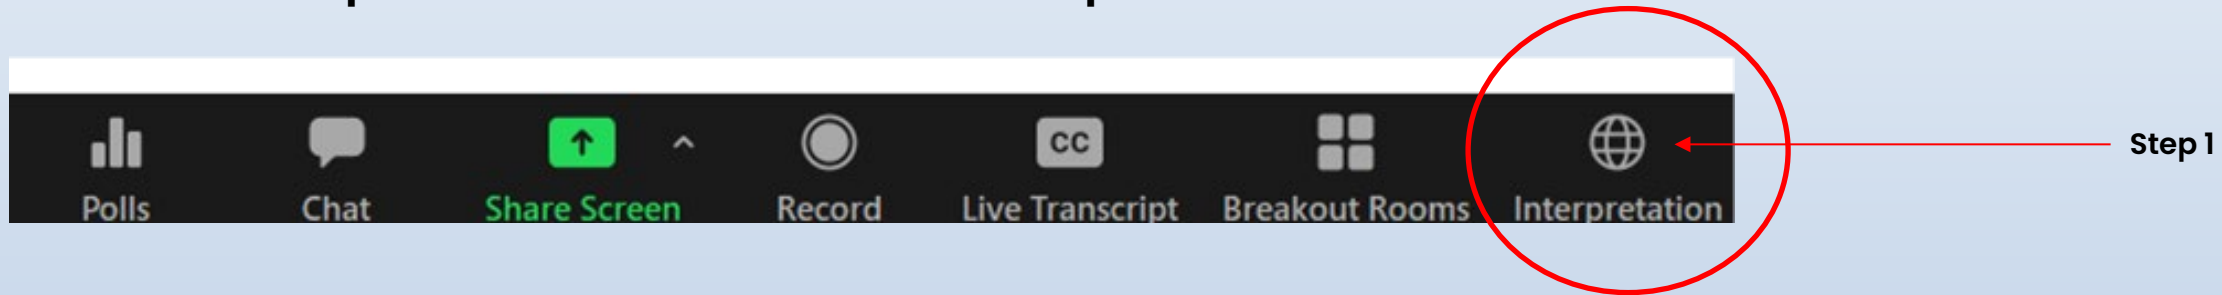 Polls Chat Share Screen Record CC Live Transcript Breakout Rooms Interpretation
Step 1